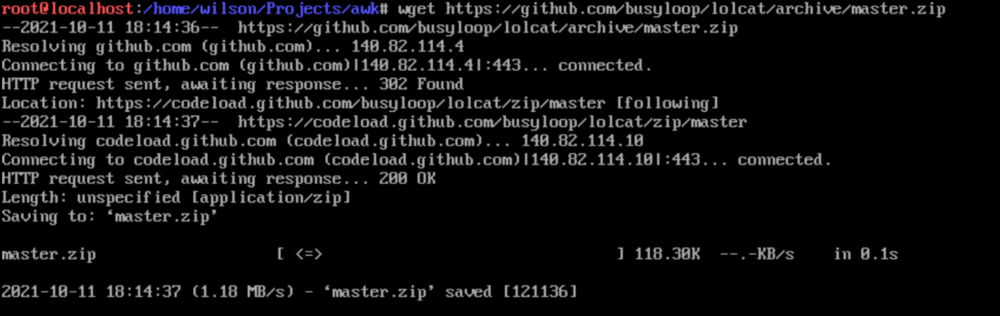 root@localhost:/home/wilson/Projects/awk# wget https://github.com/busyloop/lolcat/archive/master.zip
--2021-10-11 18:14:36--  https://github.com/busyloop/lolcat/archive/master.zip
Resolving github.com (github.com)... 140.82.114.4
Connecting to github.com (github.com)|140.82.114.4|:443... connected.
HTTP request sent, awaiting response... 302 Found
Location: https://codeload.github.com/busyloop/lolcat/zip/master [following]
--2021-10-11 18:14:37--  https://codeload.github.com/busyloop/lolcat/zip/master
Resolving codeload.github.com (codeload.github.com)... 140.82.114.10
Connecting to codeload.github.com (codeload.github.com)|140.82.114.10|:443... connected.
HTTP request sent, awaiting response... 200 OK
Length: unspecified [application/zip]
Saving to: ‘master.zip’
master.zip                   [ <=>                               ] 118.30K  --.-KB/s    in 0.1s
2021-10-11 18:14:37 (1.18 MB/s) - ‘master.zip’ saved [121136]